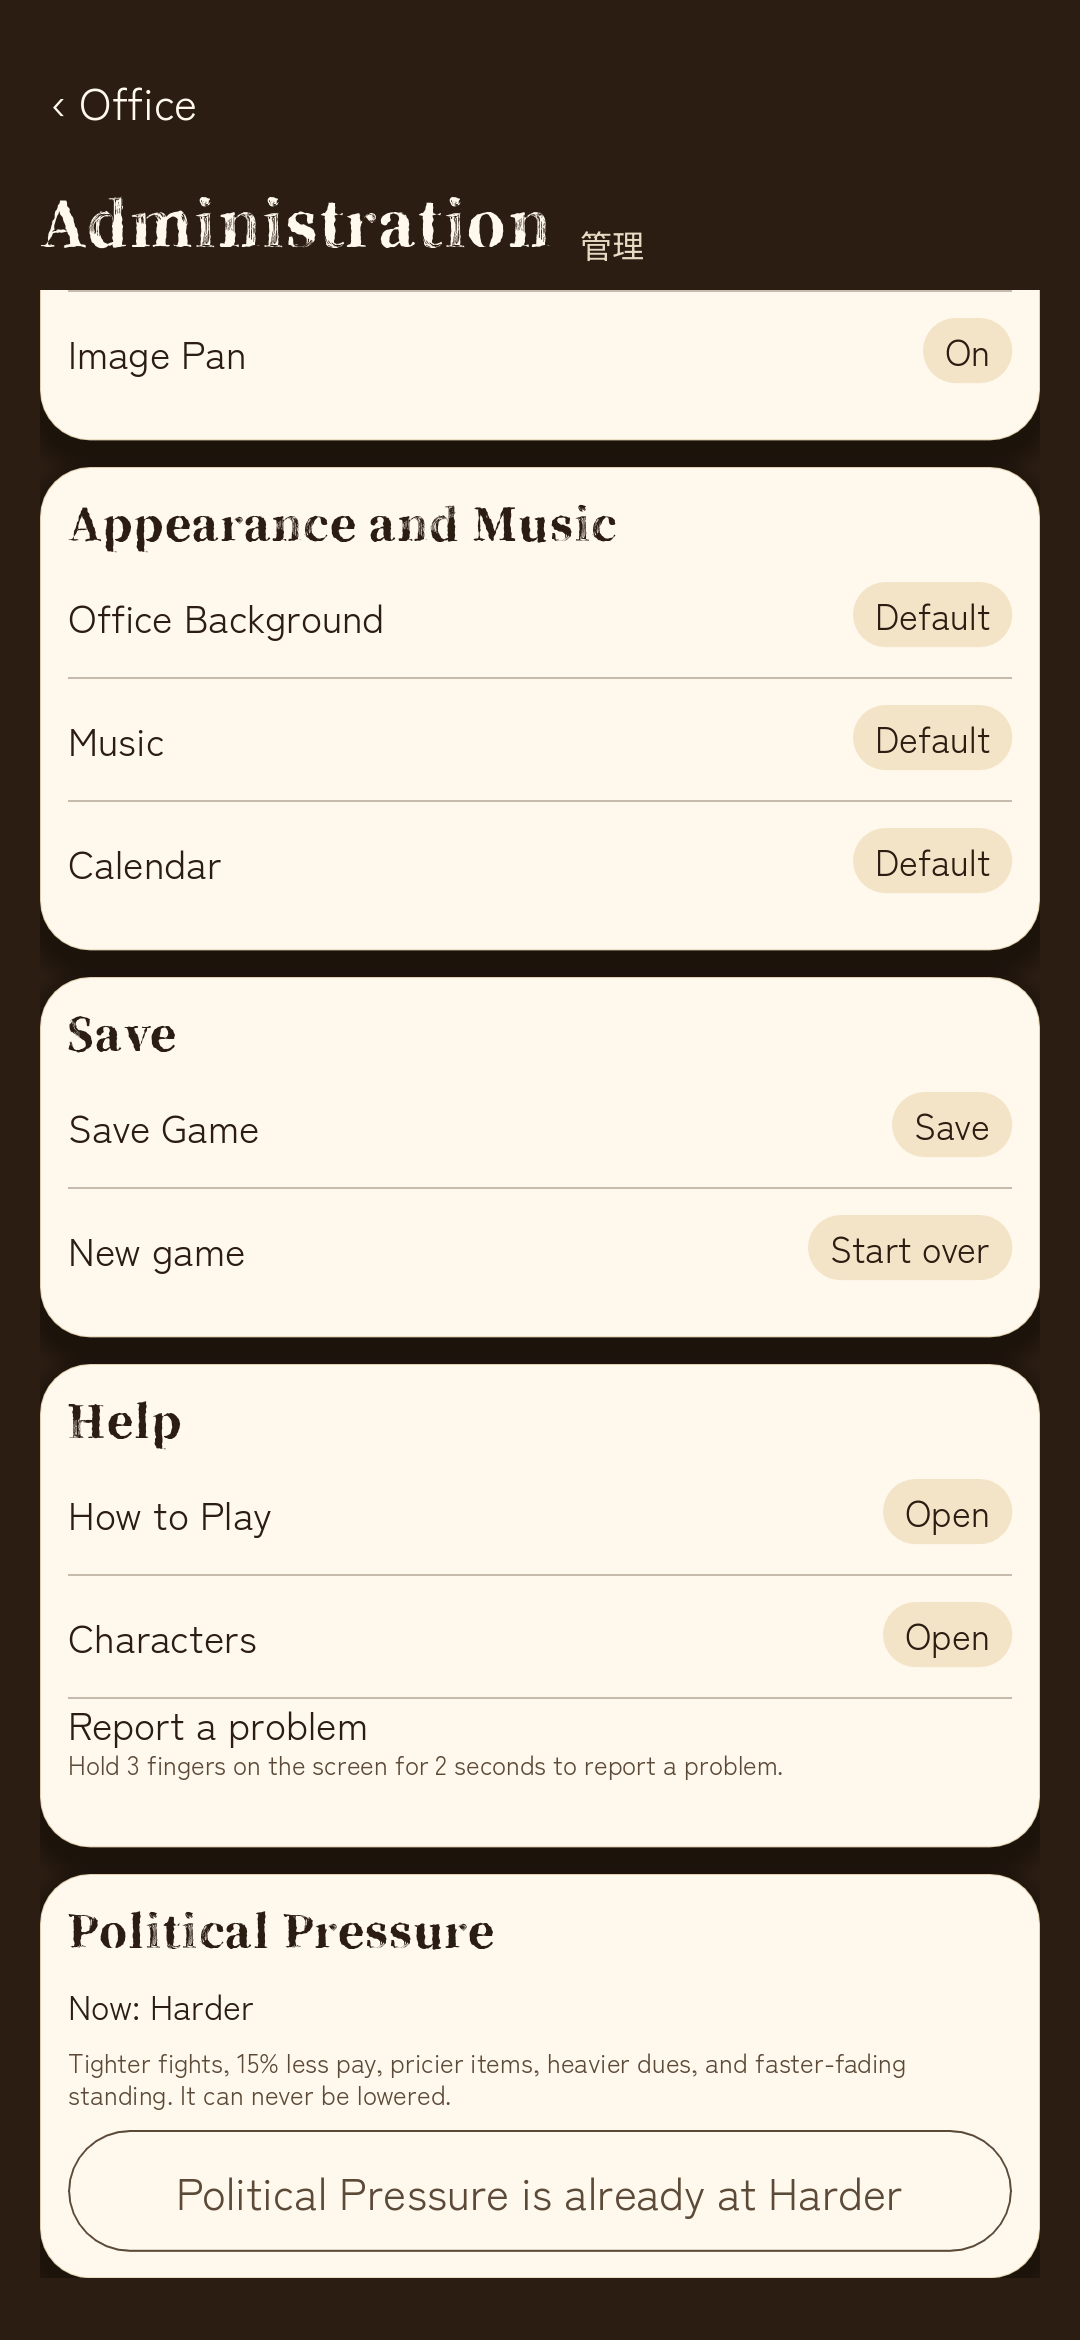 ‹ Office
Administration 管理
Image Pan
On
Appearance and Music
Office Background
Default
Music
Default
Calendar
Default
Save
Save Game
Save
New game
Start over
Help
How to Play
Open
Characters
Open
Report a problem
Hold 3 fingers on the screen for 2 seconds to report a problem.
Political Pressure
Now: Harder
Tighter fights, 15% less pay, pricier items, heavier dues, and faster-fading
standing. It can never be lowered.
Political Pressure is already at Harder